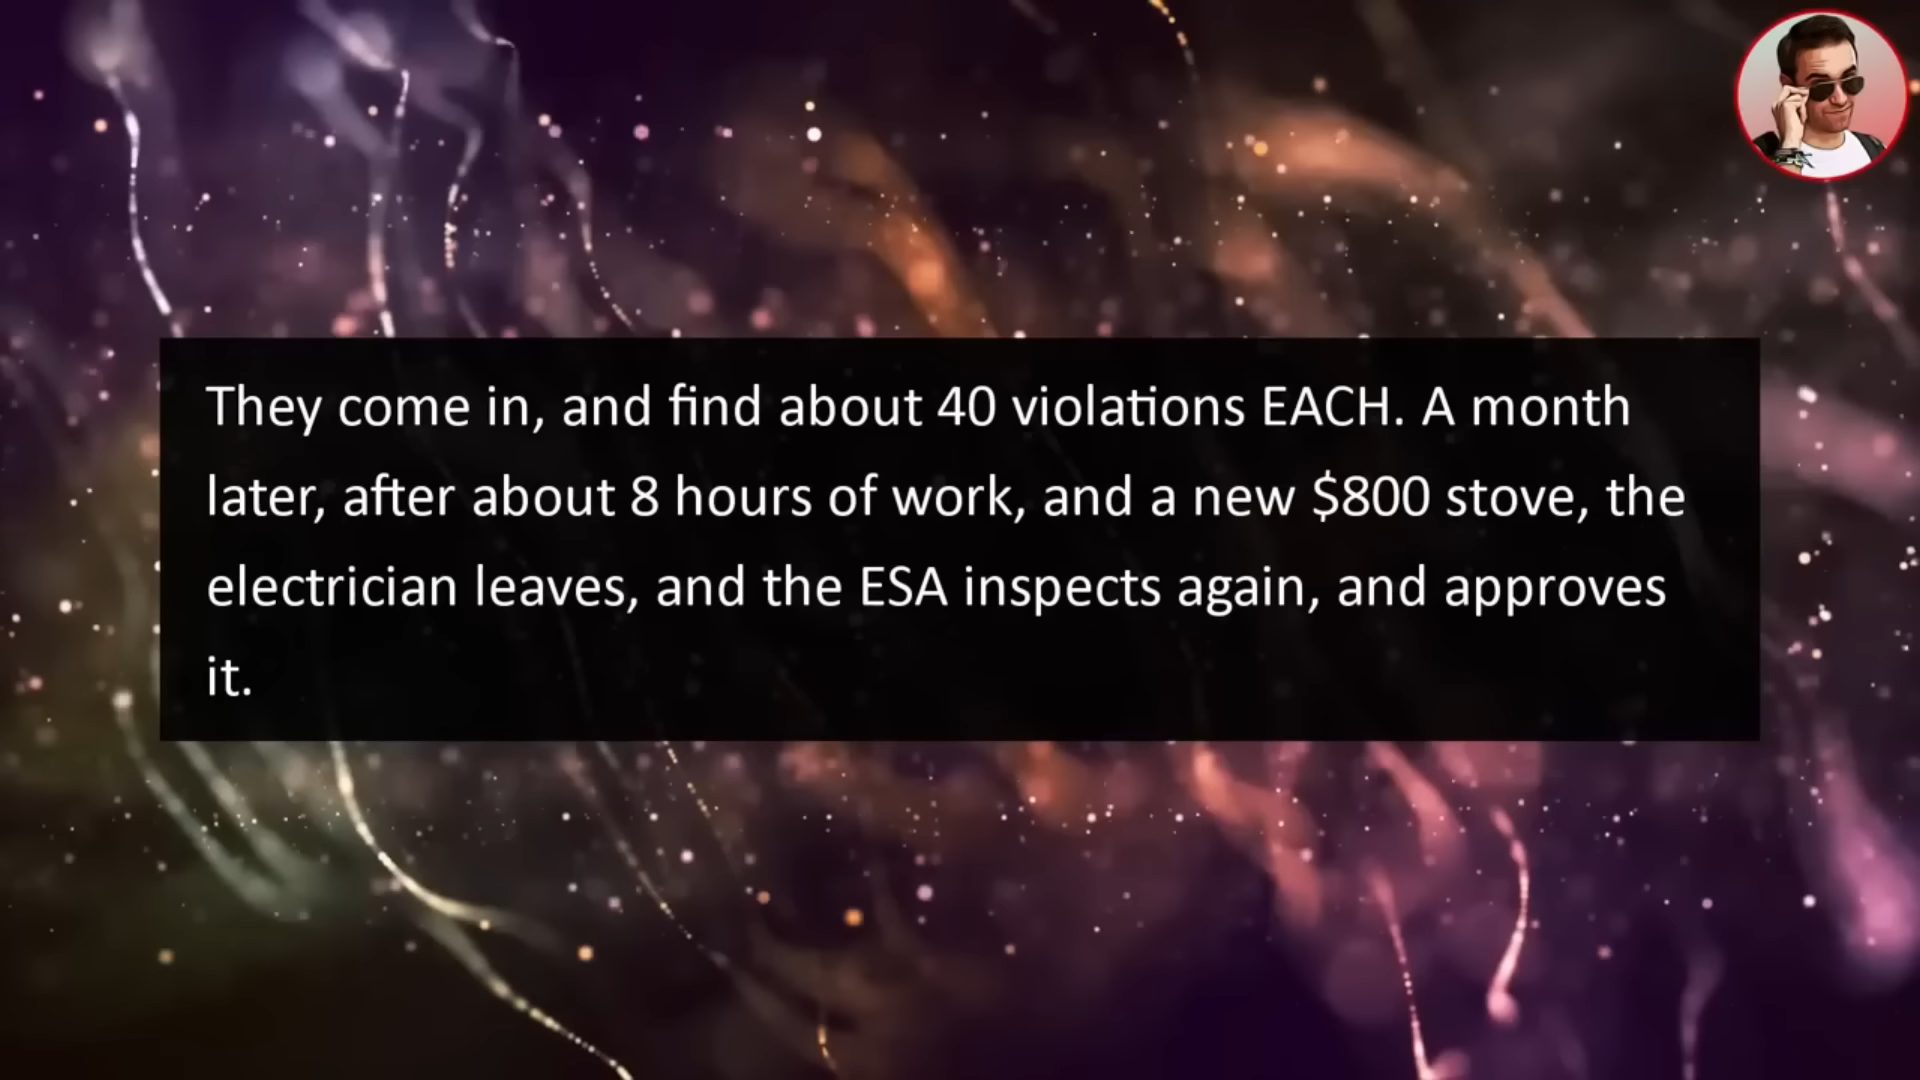 They come in, and find about 40 violations EACH. A month
later, after about 8 hours of work, and a new $800 stove, the
electrician leaves, and the ESA inspects again, and approves
it.